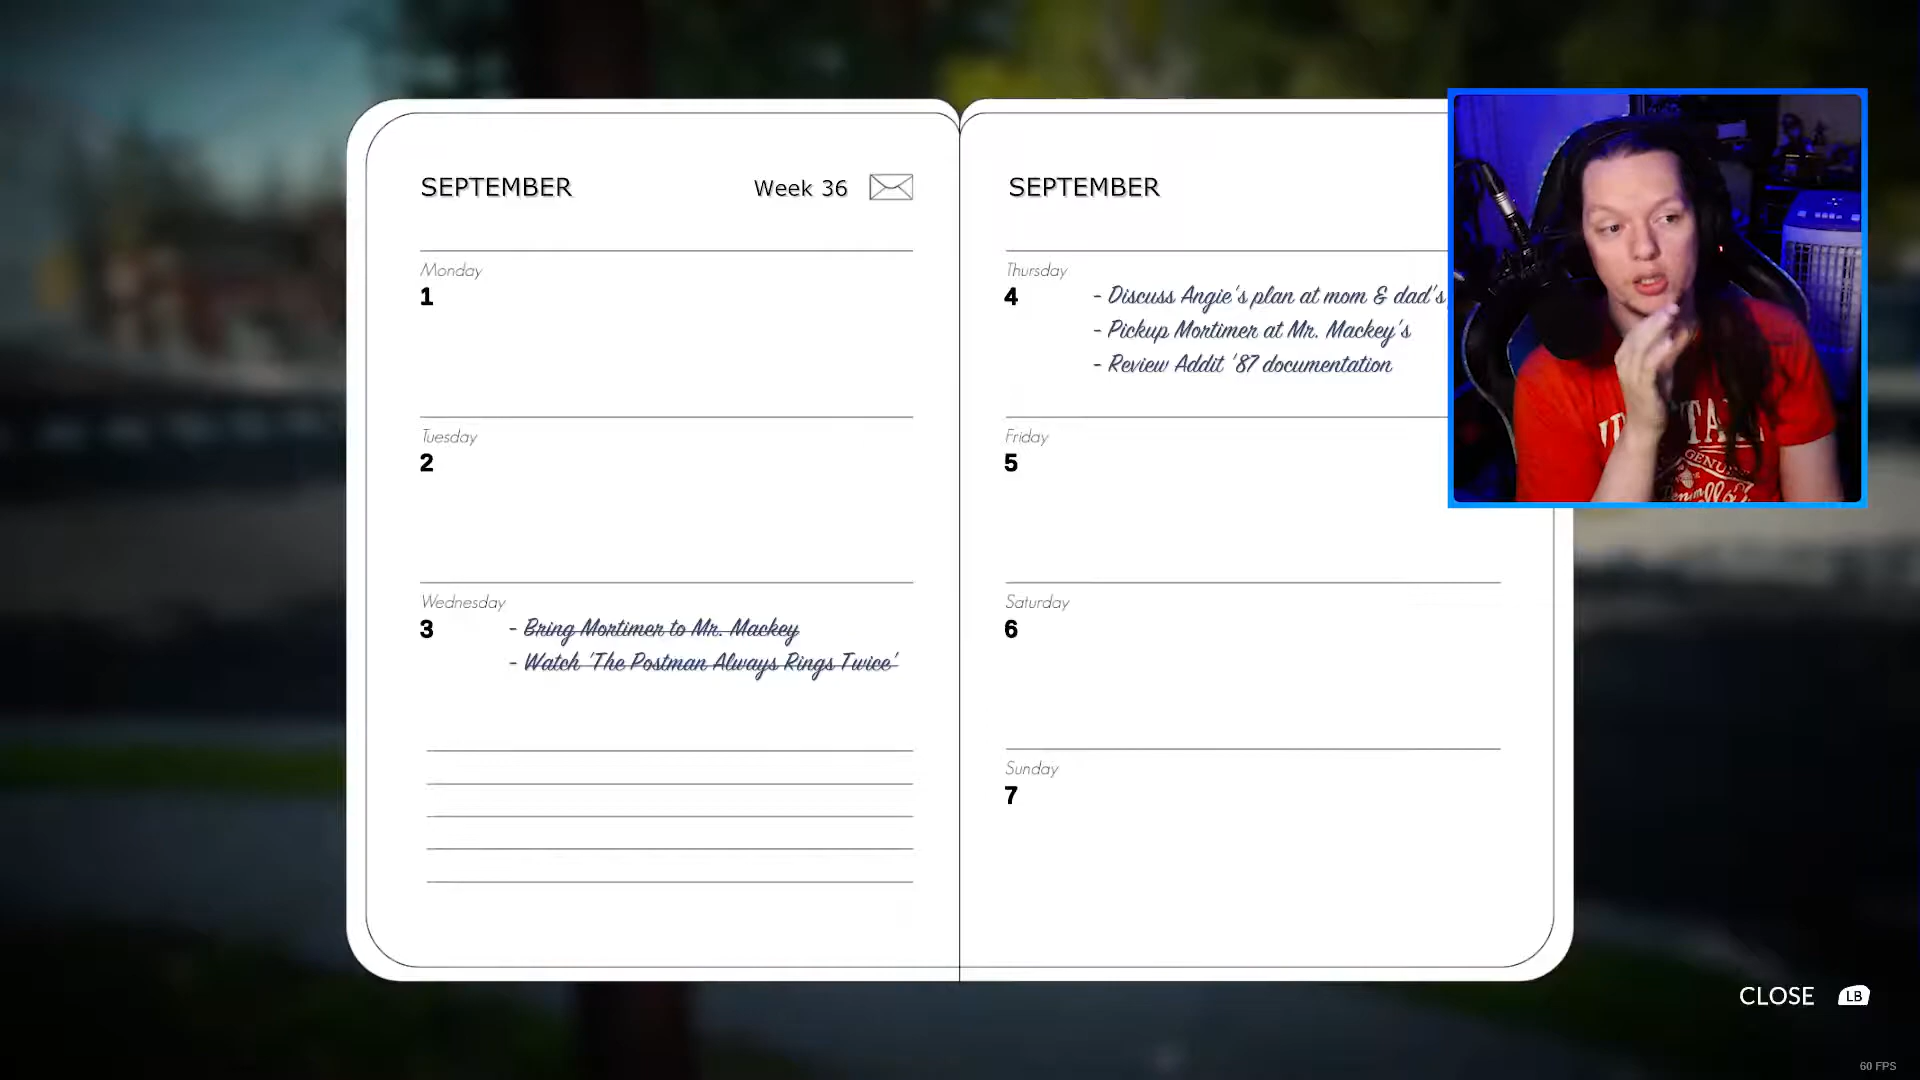 SEPTEMBER
Week 36
Monday
1
Tuesday
2
Wednesday
3
- Bring Mortimer to Mr. Mackey
- Watch 'The Postman Always Rings Twice'
SEPTEMBER
Thursday
4
- Discuss Angie's plan at mom & dad's
- Pickup Mortimer at Mr. Mackey's
- Review Addit '87 documentation
Friday
5
Saturday
6
Sunday
7
GENUINE
CLOSE LB
60 FPS